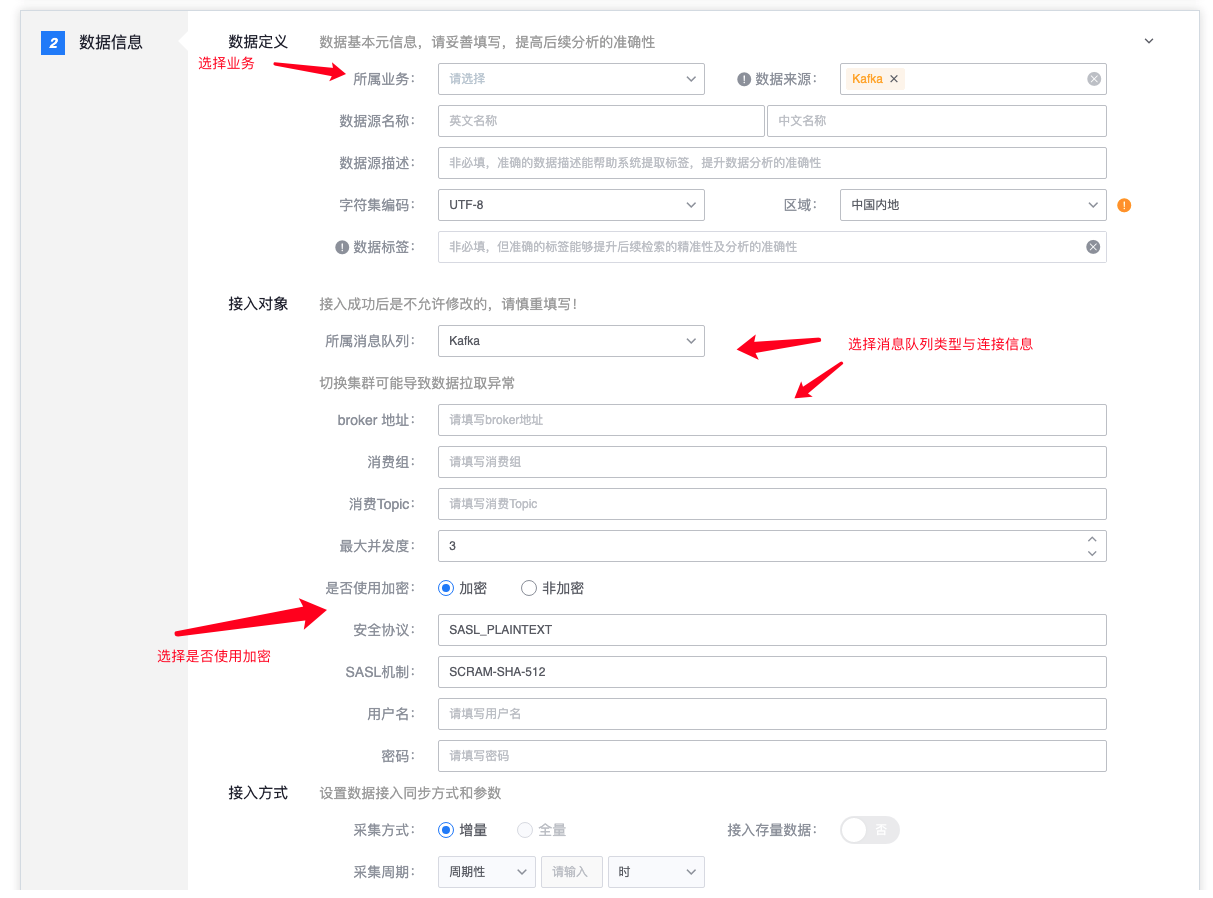 2 数据信息
数据定义 数据基本元信息，请妥善填写，提高后续分析的准确性
选择业务
所属业务： 请选择 数据来源： Kafka
数据源名称： 英文名称 中文名称
数据源描述： 非必填，准确的数据描述能帮助系统提取标签，提升数据分析的准确性
字符集编码： UTF-8 区域： 中国内地
数据标签： 非必填，但准确的标签能够提升后续检索的精准性及分析的准确性
接入对象 接入成功后是不允许修改的，请慎重填写！
所属消息队列： Kafka
选择消息队列类型与连接信息
切换集群可能导致数据拉取异常
broker 地址： 请填写broker地址
消费组： 请填写消费组
消费Topic： 请填写消费Topic
最大并发度： 3
是否使用加密： 加密 非加密
安全协议： SASL_PLAINTEXT
选择是否使用加密
SASL机制： SCRAM-SHA-512
用户名： 请填写用户名
密码： 请填写密码
接入方式 设置数据接入同步方式和参数
采集方式： 增量 全量 接入存量数据： 否
采集周期： 周期性 请输入 时